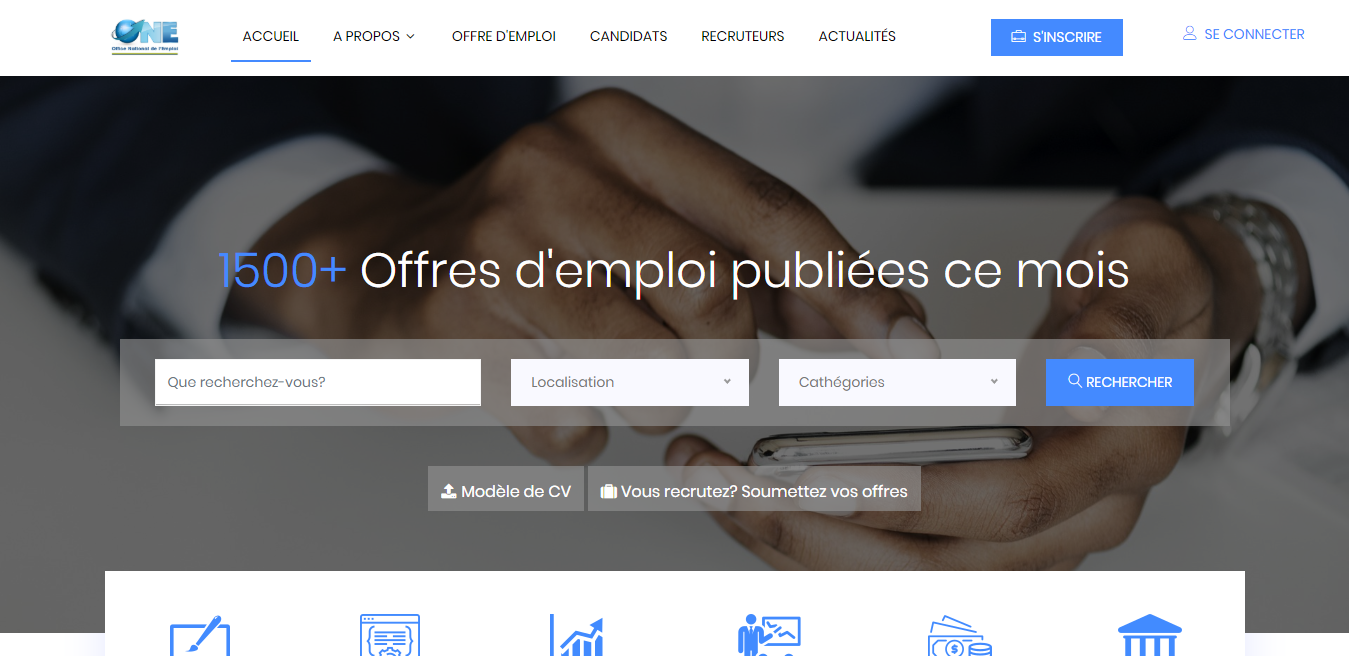 ONE
Office National de l'Emploi
ACCUEIL
A PROPOS
OFFRE D'EMPLOI
CANDIDATS
RECRUTEURS
ACTUALITÉS
S'INSCRIRE
SE CONNECTER
1500+ Offres d'emploi publiées ce mois
Que recherchez-vous?
Localisation
Cathégories
RECHERCHER
Modèle de CV
Vous recrutez? Soumettez vos offres